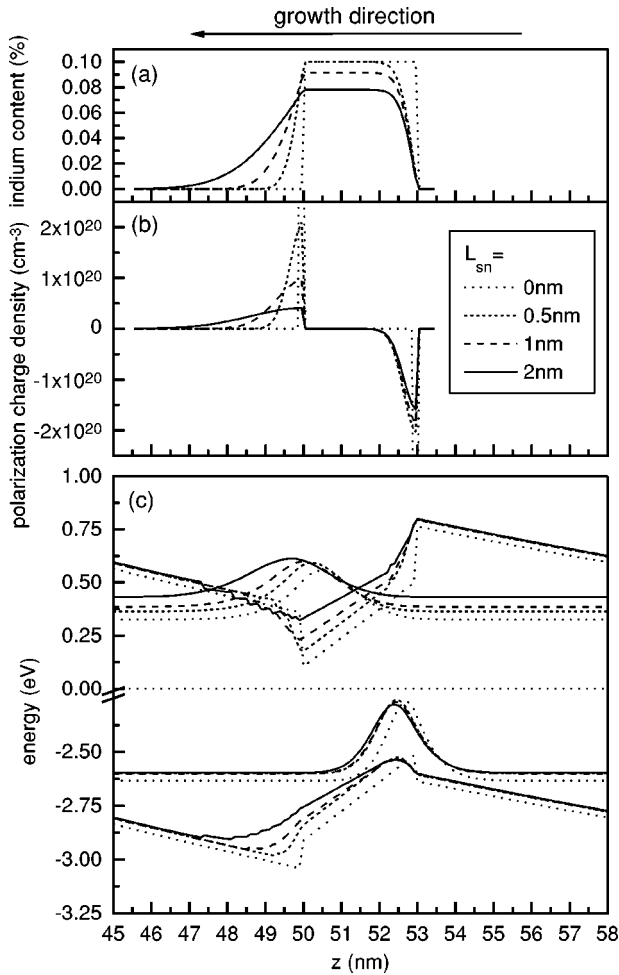 growth direction
(a)
indium content (%)
0.10
0.08
0.06
0.04
0.02
0.00
(b)
polarization charge density (cm-3)
2x1020
1x1020
0
-1x1020
-2x1020
Lsn=
0nm
0.5nm
1nm
2nm
(c)
energy (eV)
1.00
0.75
0.50
0.25
0.00
-2.50
-2.75
-3.00
-3.25
45 46 47 48 49 50 51 52 53 54 55 56 57 58
z (nm)